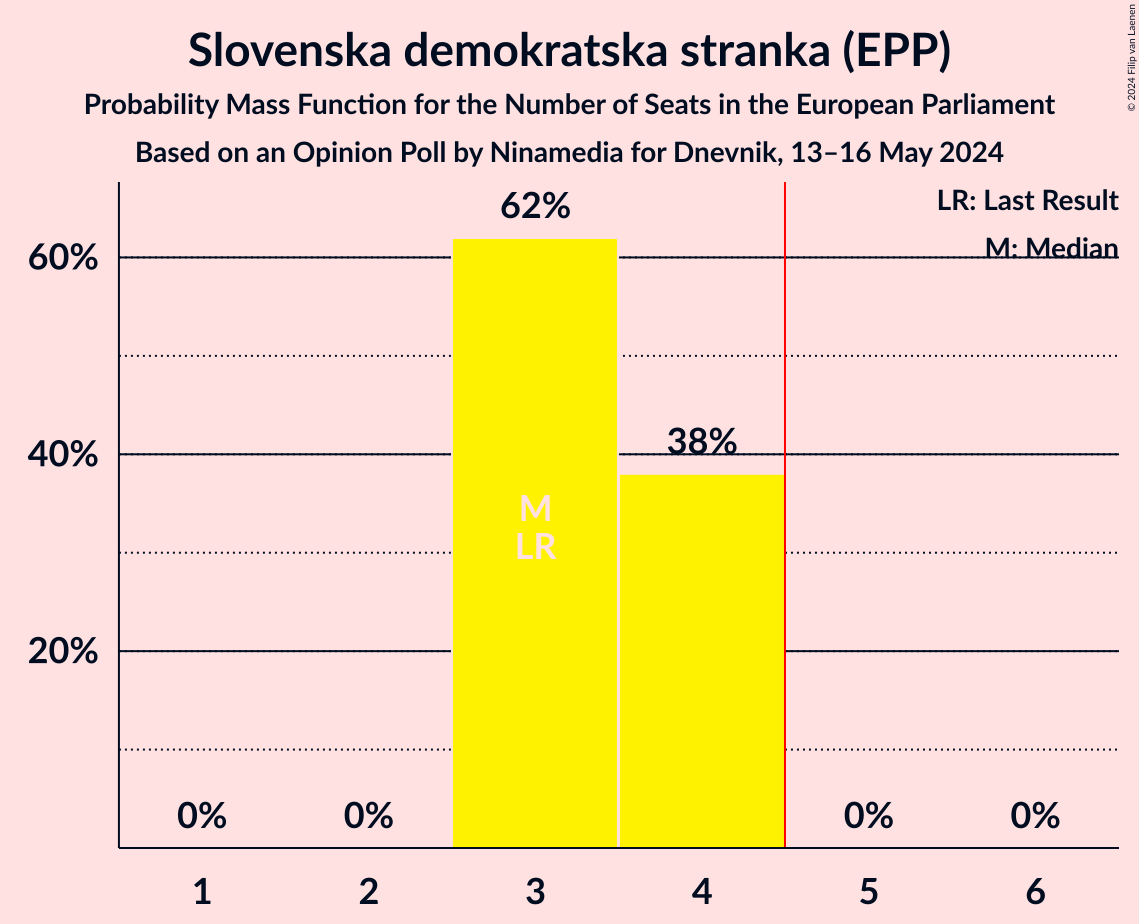 Slovenska demokratska stranka (EPP)
Probability Mass Function for the Number of Seats in the European Parliament
Based on an Opinion Poll by Ninamedia for Dnevnik, 13–16 May 2024
© 2024 Filip van Laenen
LR: Last Result
M: Median
62%
60%
38%
40%
M
LR
20%
0%
0%
0%
0%
1
2
3
4
5
6